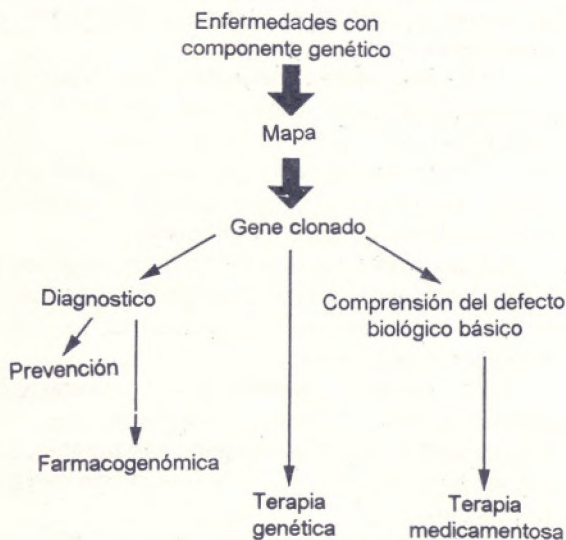 Enfermedades con
componente genético
Mapa
Gene clonado
Diagnostico
Comprensión del defecto
biológico básico
Prevención
Farmacogenómica
Terapia
genética
Terapia
medicamentosa